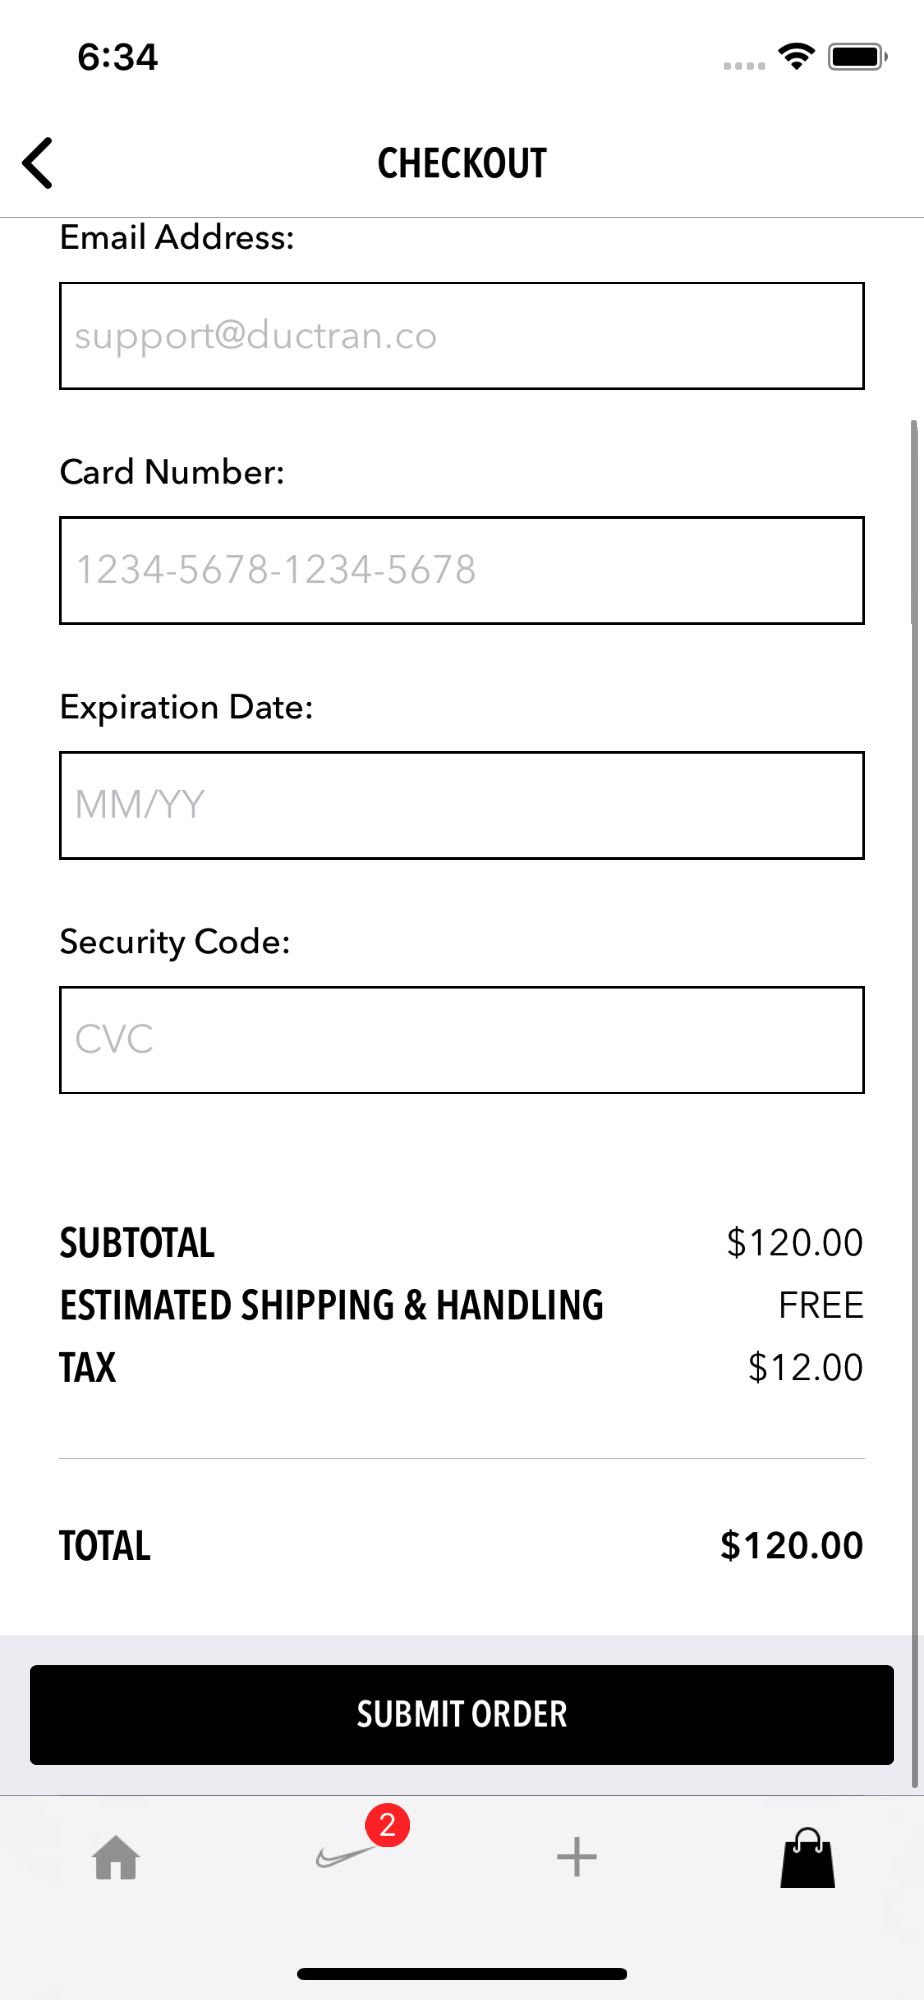 6:34
CHECKOUT
Email Address:
support@ductran.co
Card Number:
1234-5678-1234-5678
Expiration Date:
MM/YY
Security Code:
CVC
SUBTOTAL $120.00
ESTIMATED SHIPPING & HANDLING FREE
TAX $12.00
TOTAL $120.00
SUBMIT ORDER
2